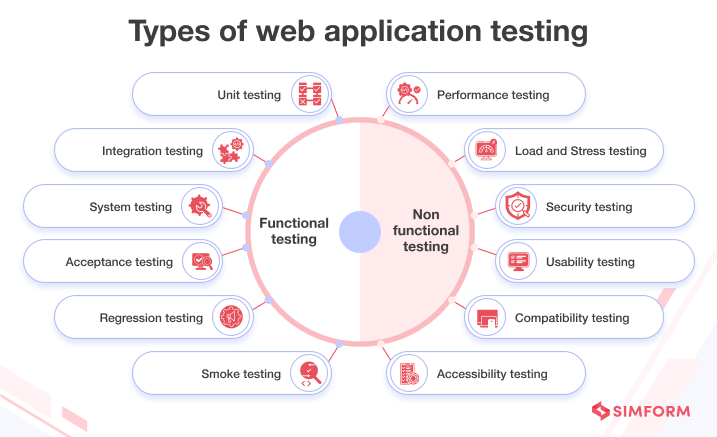 Types of web application testing
Unit testing
Integration testing
System testing
Acceptance testing
Regression testing
Smoke testing
Functional
testing
Non
functional
testing
Performance testing
Load and Stress testing
Security testing
Usability testing
Compatibility testing
Accessibility testing
SIMFORM